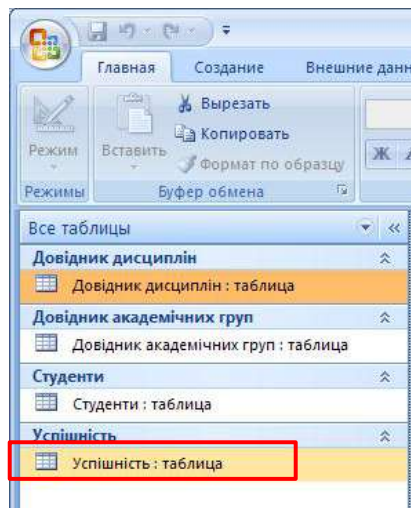 Главная Создание Внешние данн
Режим
Вставить
Вырезать
Копировать
Формат по образцу
Ж
Режимы Буфер обмена
Все таблицы
Довідник дисциплін
Довідник дисциплін : таблица
Довідник академічних груп
Довідник академічних груп : таблица
Студенти
Студенти : таблица
Успішність
Успішність : таблица